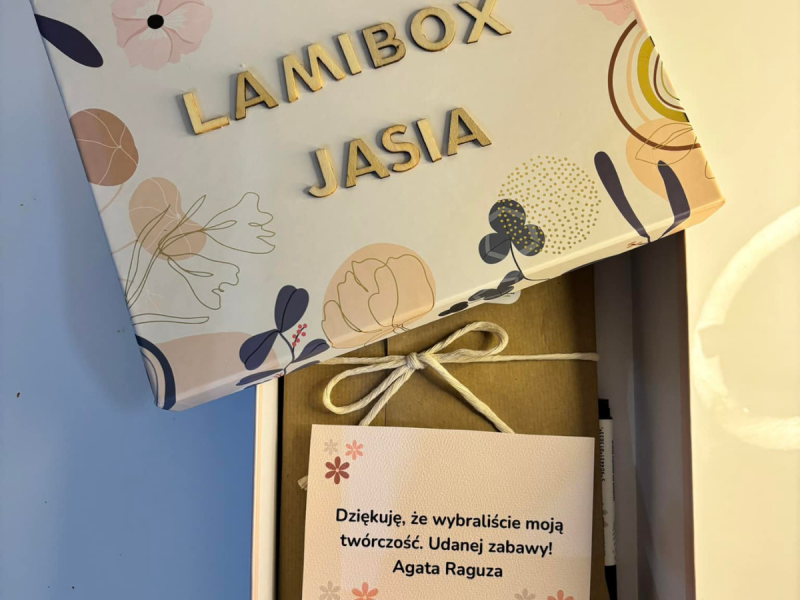 LAMIBOX
JASIA
Dziękuję, że wybraliście moją
twórczość. Udanej zabawy!
Agata Raguza